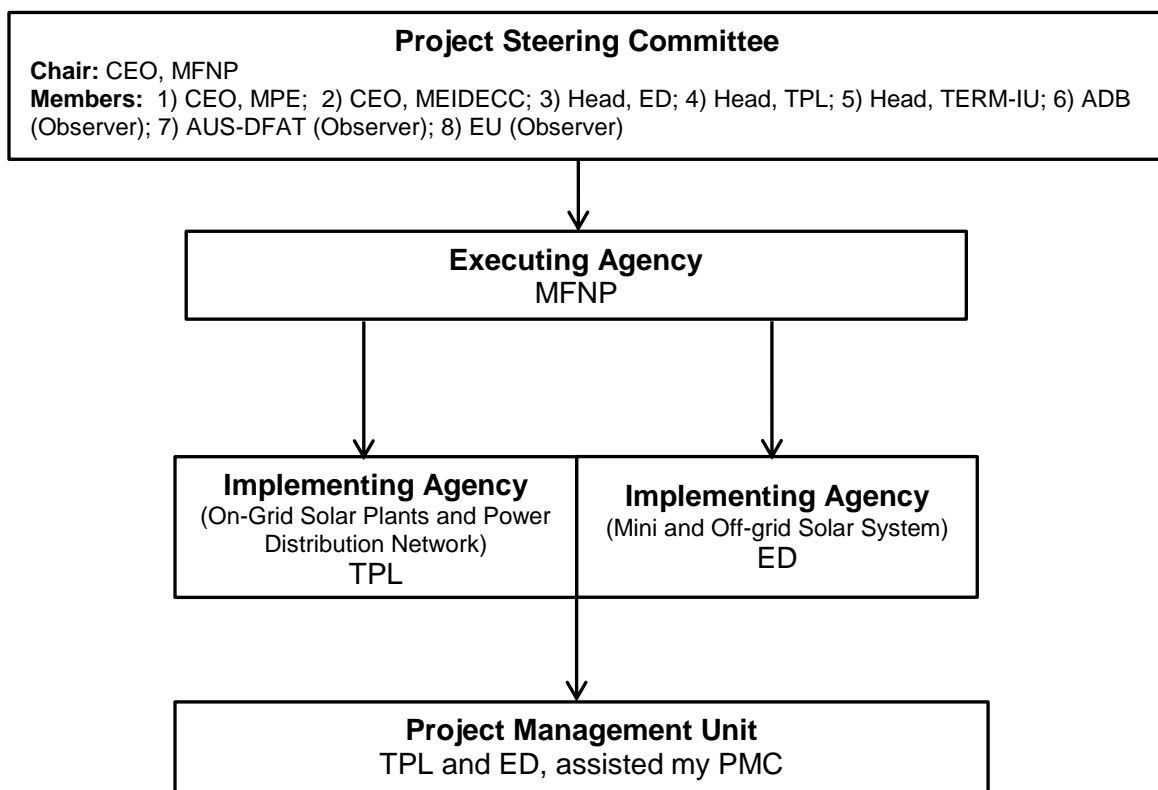 Project Steering Committee
Chair: CEO, MFNP
Members: 1) CEO, MPE; 2) CEO, MEIDECC; 3) Head, ED; 4) Head, TPL; 5) Head, TERM-IU; 6) ADB
(Observer); 7) AUS-DFAT (Observer); 8) EU (Observer)
Executing Agency
MFNP
Implementing Agency
(On-Grid Solar Plants and Power
Distribution Network)
TPL
Implementing Agency
(Mini and Off-grid Solar System)
ED
Project Management Unit
TPL and ED, assisted my PMC